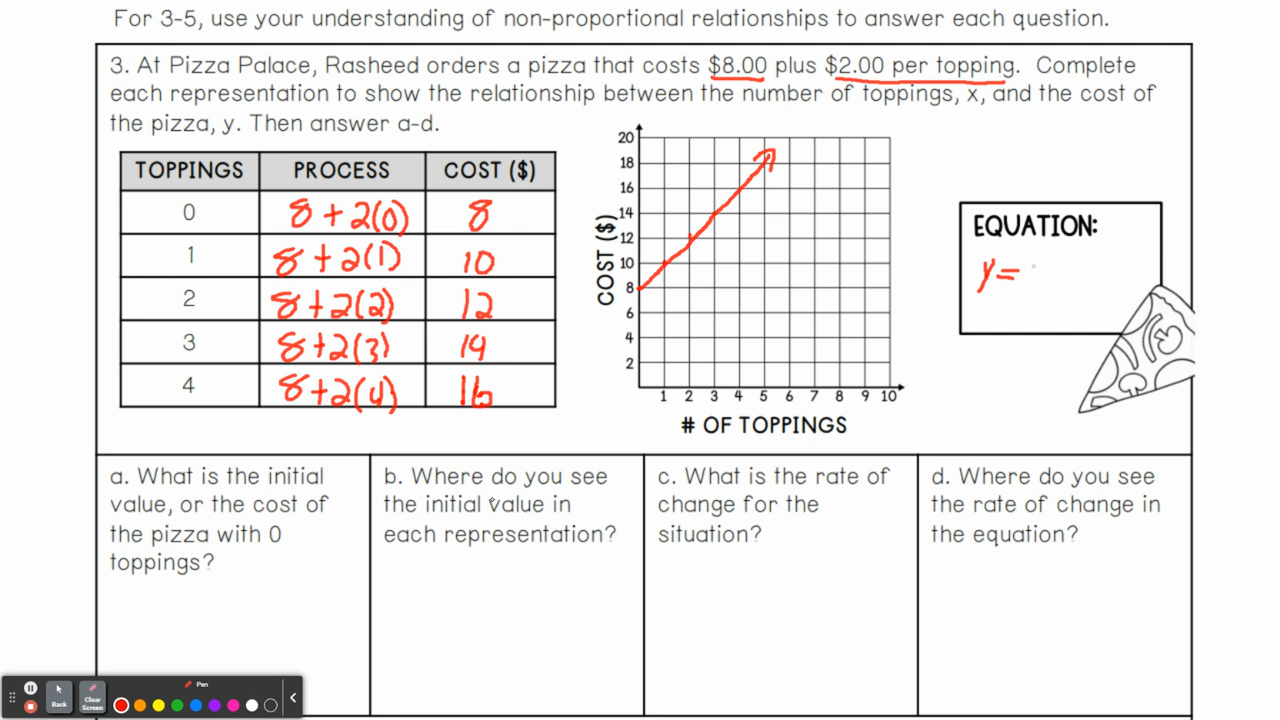 For 3-5, use your understanding of non-proportional relationships to answer each question.
3. At Pizza Palace, Rasheed orders a pizza that costs $8.00 plus $2.00 per topping. Complete
each representation to show the relationship between the number of toppings, x, and the cost of
the pizza, y. Then answer a-d.
TOPPINGS PROCESS COST ($)
0 8 + 2(0) 8
1 8 + 2(1) 10
2 8 + 2(2) 12
3 8 + 2(3) 14
4 8 + 2(4) 16
COST ($)
20
18
16
14
12
10
8
6
4
2
1 2 3 4 5 6 7 8 9 10
# OF TOPPINGS
EQUATION:
y =
a. What is the initial
value, or the cost of
the pizza with 0
toppings?
b. Where do you see
the initial value in
each representation?
c. What is the rate of
change for the
situation?
d. Where do you see
the rate of change in
the equation?
Pen
Back
Clear
Screen